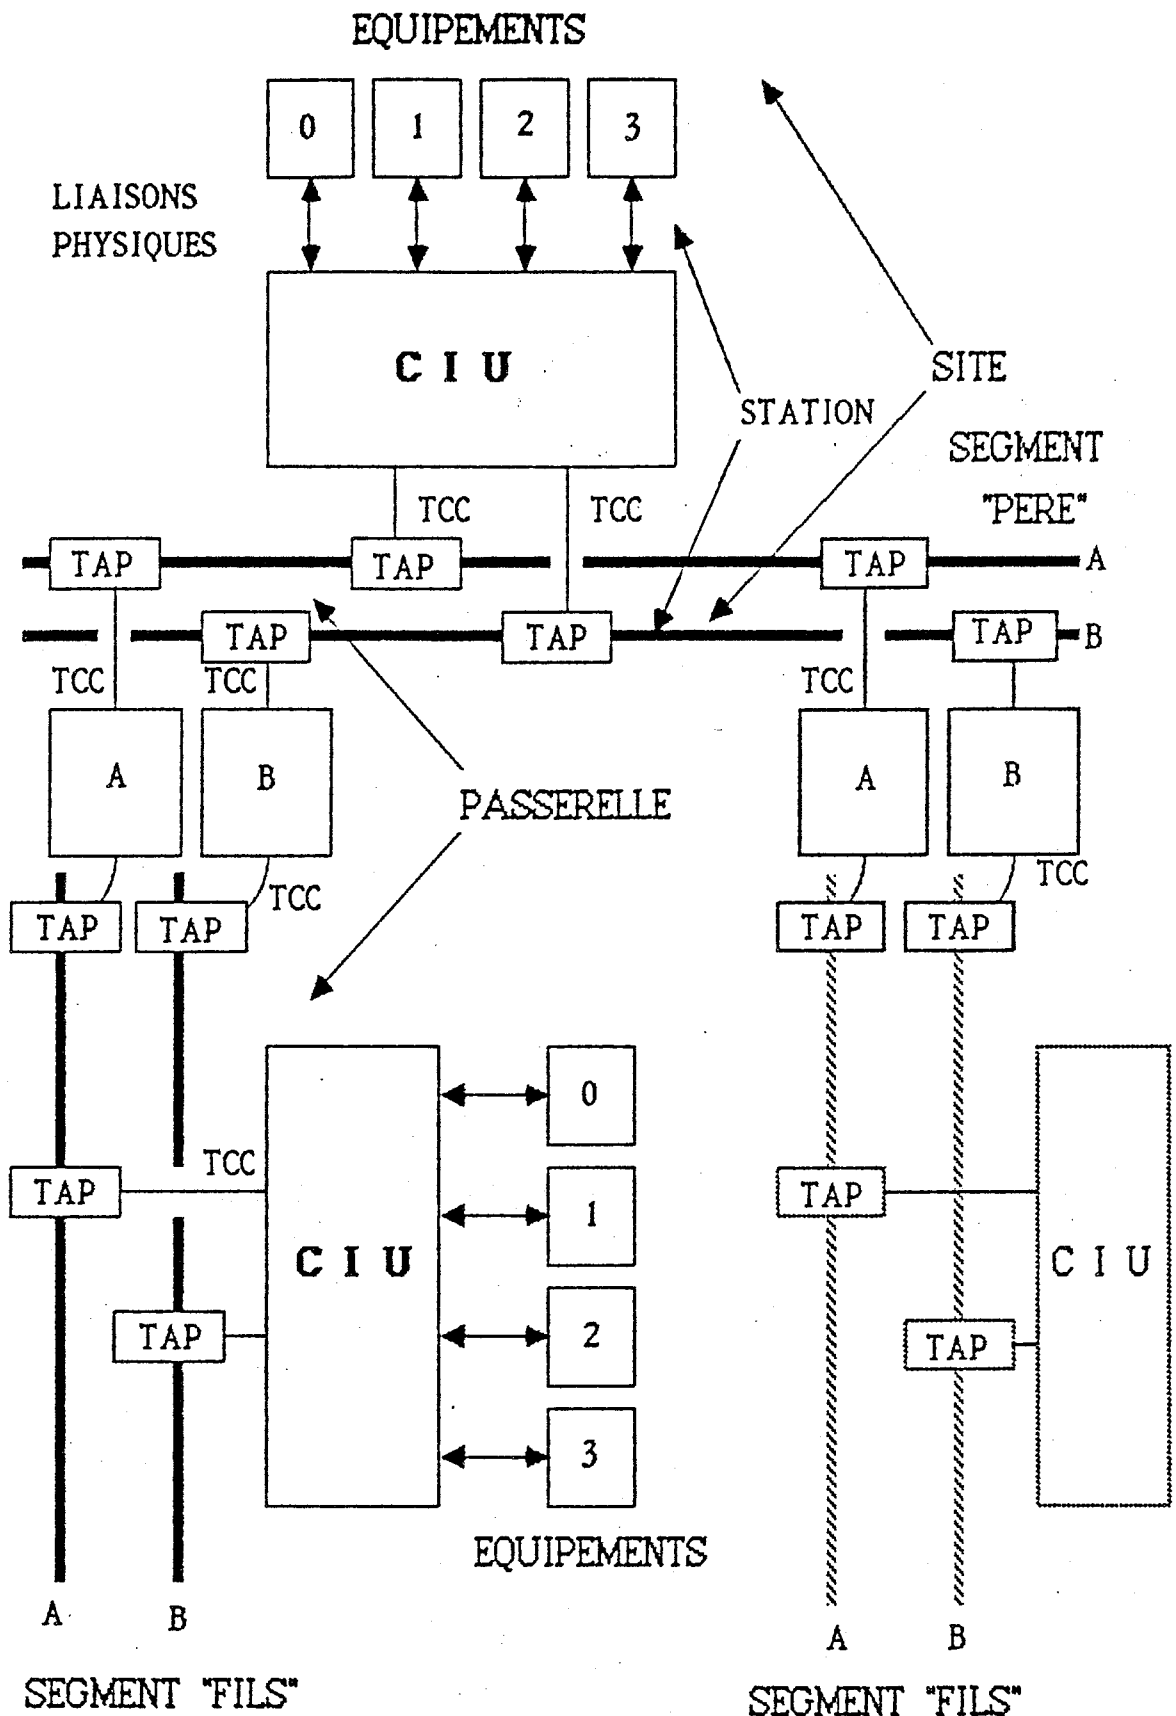 EQUIPEMENTS
0 1 2 3
LIAISONS
PHYSIQUES
C I U
SITE
STATION
SEGMENT
"PERE"
TCC TCC
TAP TAP TAP A
TAP TAP TAP B
TCC TCC TCC
A B A B
PASSERELLE
TCC TCC
TAP TAP TAP TAP
0
TCC
TAP 1 TAP
C I U C I U
TAP 2 TAP
3
EQUIPEMENTS
A B A B
SEGMENT "FILS" SEGMENT "FILS"